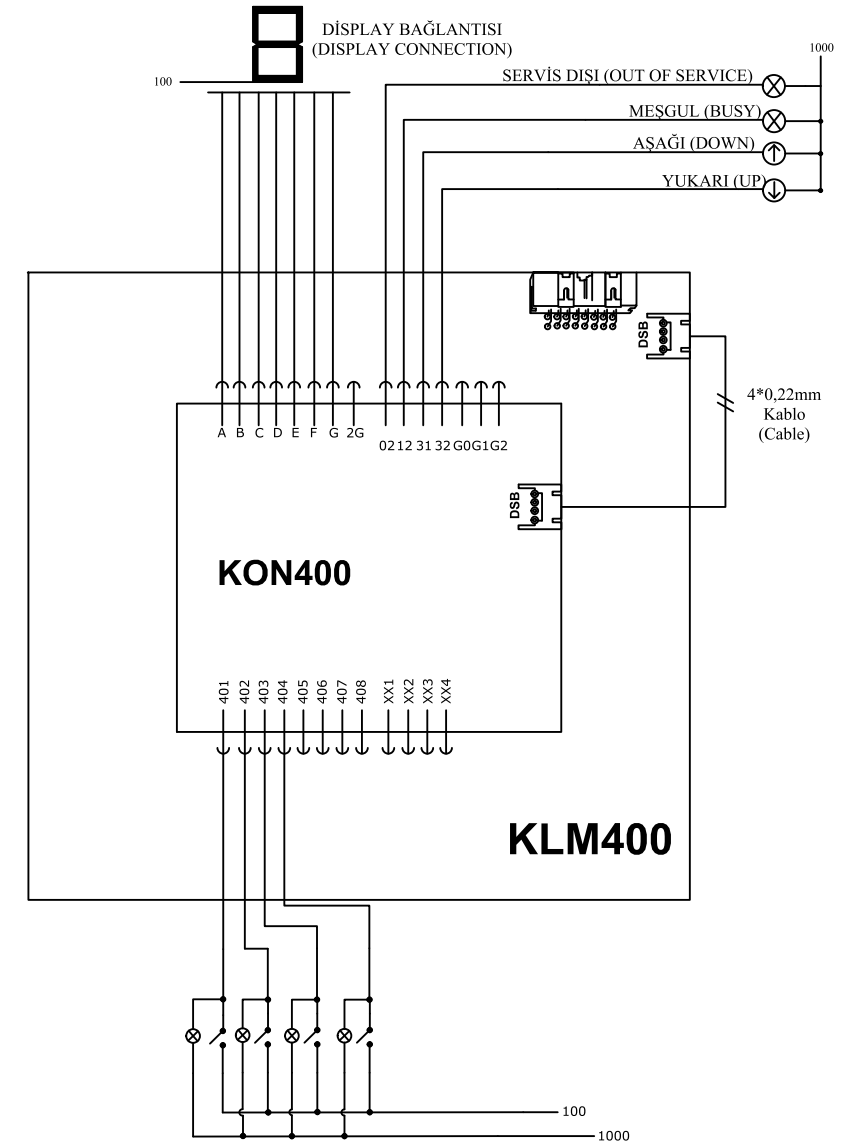 DİSPLAY BAĞLANTISI
(DISPLAY CONNECTION)
100
1000
SERVİS DIŞI (OUT OF SERVICE)
MEŞGUL (BUSY)
AŞAĞI (DOWN)
YUKARI (UP)
DSB
4*0,22mm
Kablo
(Cable)
A B C D E F G 2G
02 12 31 32 G0 G1 G2
DSB
KON400
401 402 403 404 405 406 407 408 XX1 XX2 XX3 XX4
KLM400
100
1000